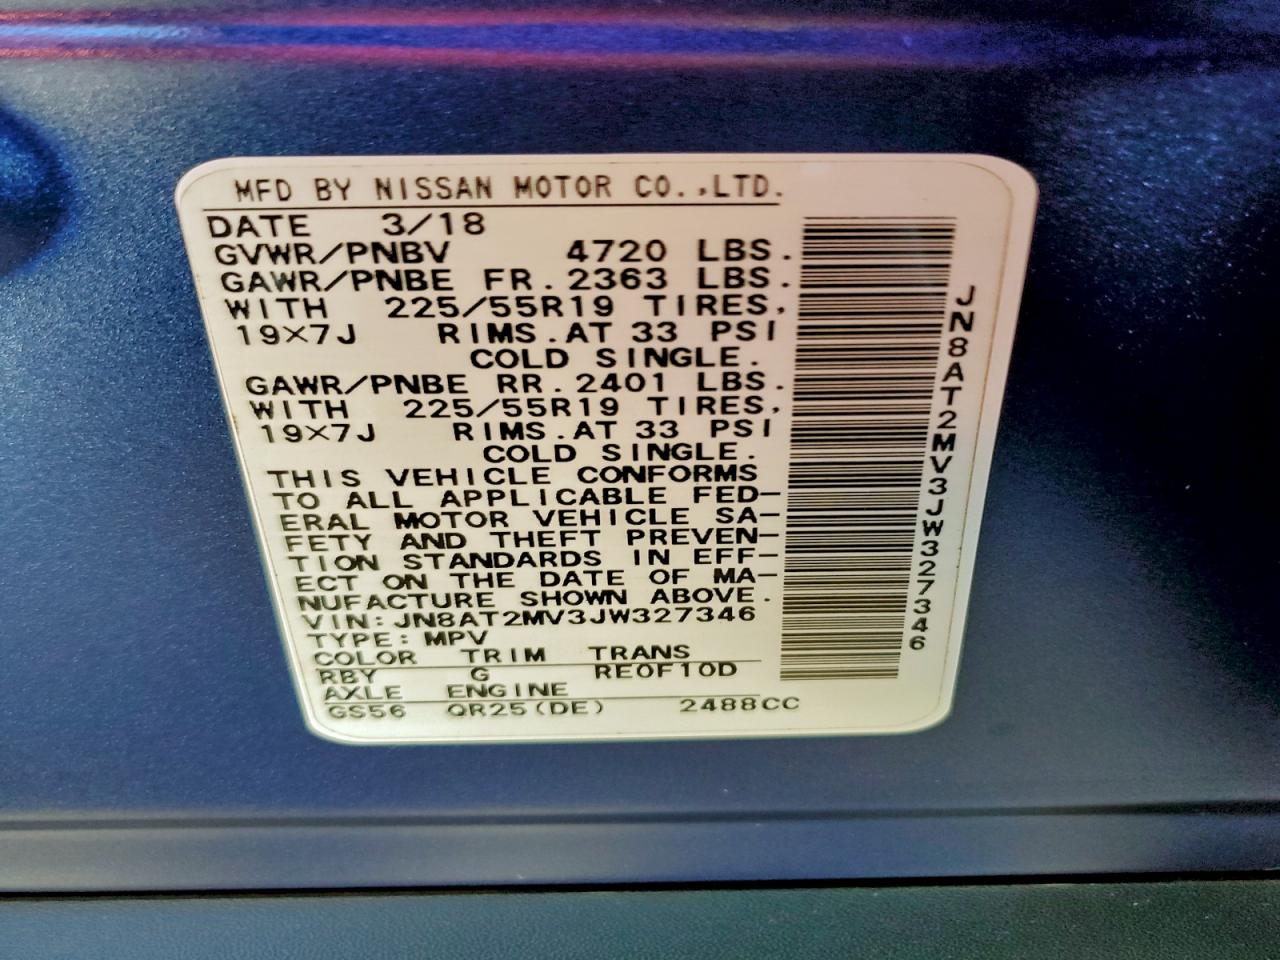 MFD BY NISSAN MOTOR CO.,LTD.
DATE 3/18
GVWR/PNBV 4720 LBS.
GAWR/PNBE FR.2363 LBS.
WITH 225/55R19 TIRES,
19×7J RIMS.AT 33 PSI
COLD SINGLE.
GAWR/PNBE RR.2401 LBS.
WITH 225/55R19 TIRES,
19×7J RIMS.AT 33 PSI
COLD SINGLE.
THIS VEHICLE CONFORMS
TO ALL APPLICABLE FED-
ERAL MOTOR VEHICLE SA-
FETY AND THEFT PREVEN-
TION STANDARDS IN EFF-
ECT ON THE DATE OF MA-
NUFACTURE SHOWN ABOVE.
VIN:JN8AT2MV3JW327346
TYPE:MPV
COLOR TRIM TRANS
RBY G RE0F10D
AXLE ENGINE
GS56 QR25(DE) 2488CC
JN8AT2MV3JW327346